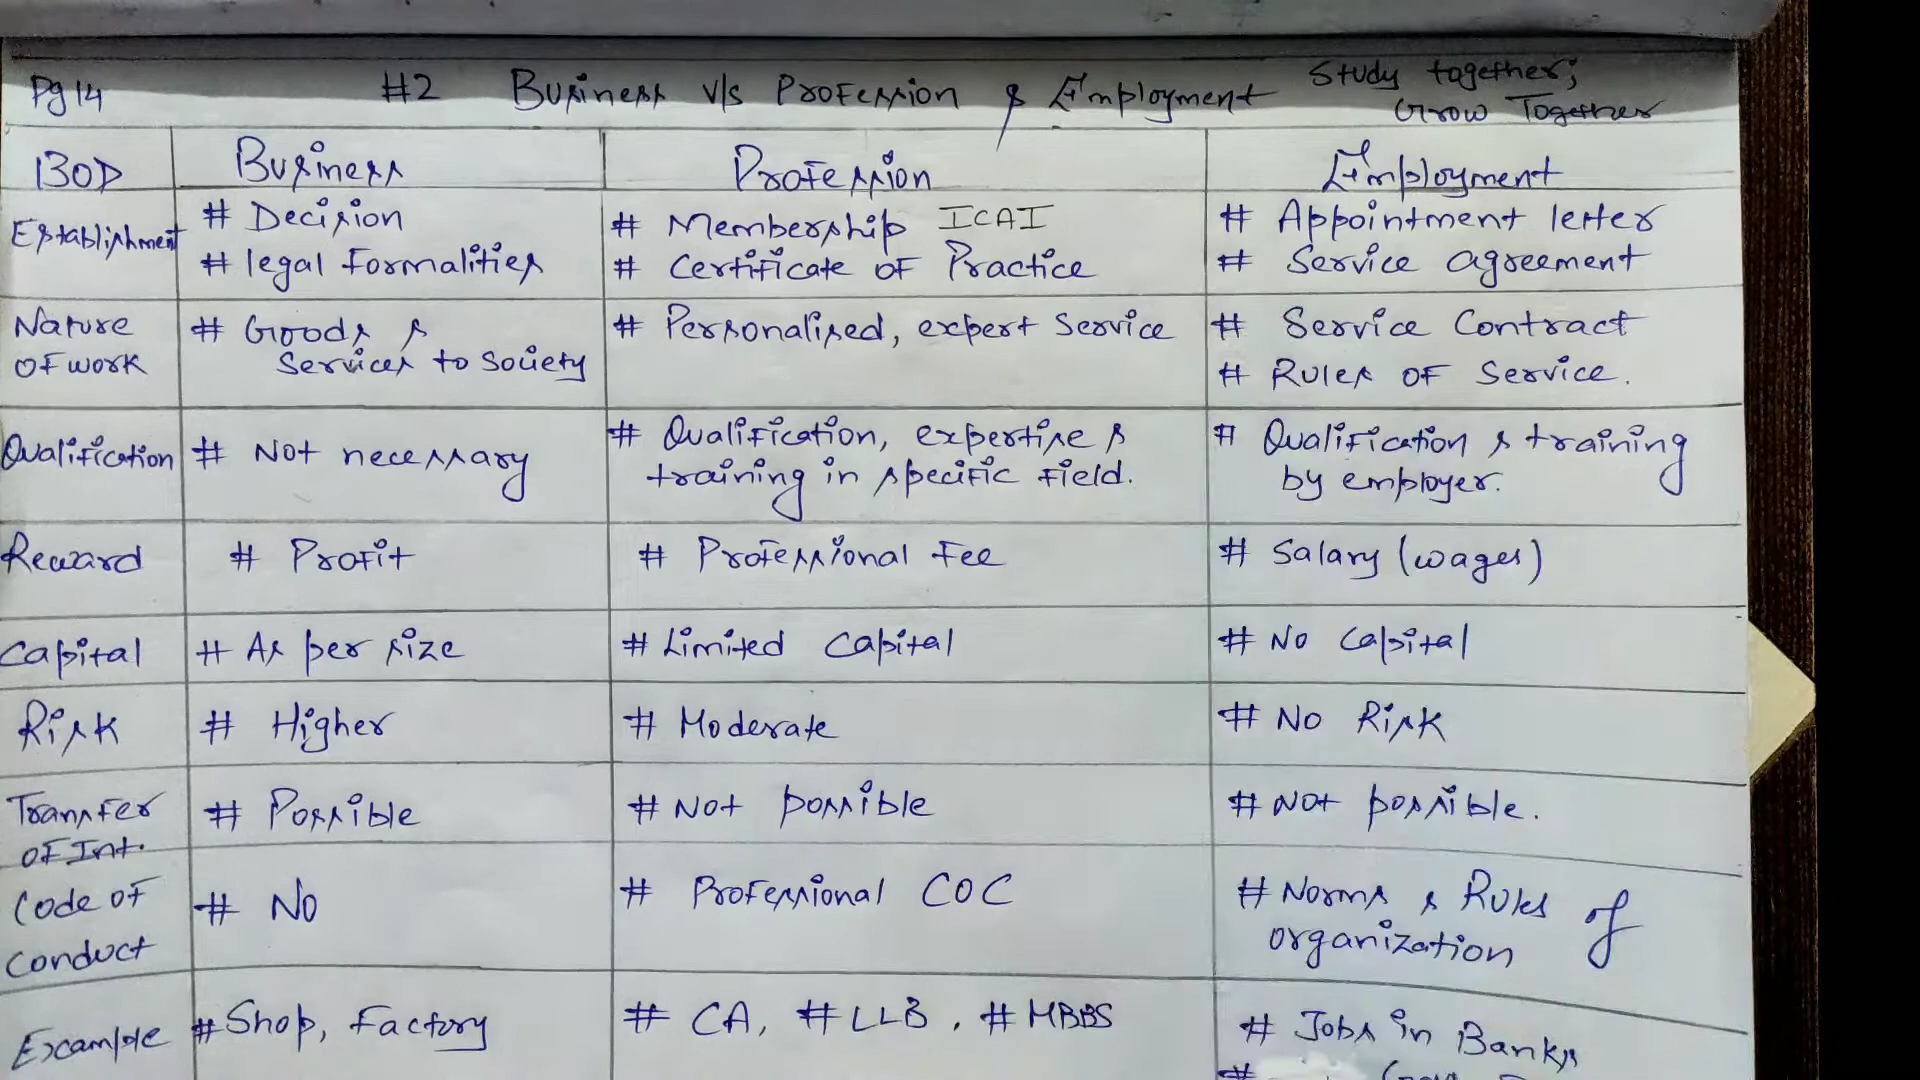 Pg 14 #2 Business v/s Profession & Employment Study together;
Grow Together
BOD Business Profession Employment
Establishment # Decision # Membership ICAI # Appointment letter
# legal formalities # Certificate of Practice # Service agreement
Nature # Goods & # Personalised, expert service # Service Contract
of work Services to society # Rules of Service.
Qualification # Not necessary # Qualification, expertise & # Qualification & training
training in specific field. by employer.
Reward # Profit # Professional Fee # Salary (wages)
Capital # As per size # Limited Capital # No Capital
Risk # Higher # Moderate # No Risk
Transfer # Possible # Not possible # Not possible.
of Int.
Code of # No # Professional COC # Norms & Rules of
conduct organization
Example # Shop, Factory # CA, # LLB, # MBBS # Jobs in Banks
#